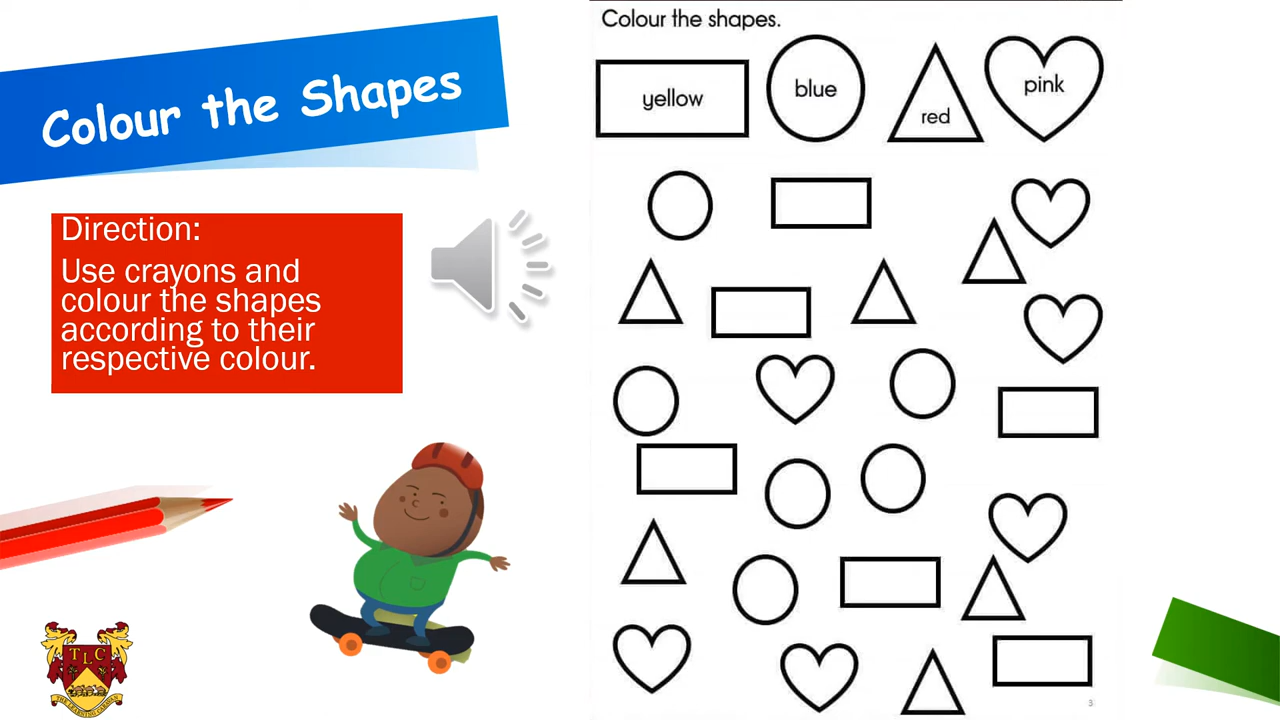 Colour the Shapes
Direction:
Use crayons and
colour the shapes
according to their
respective colour.
TLC
Colour the shapes.
yellow
blue
red
pink
3